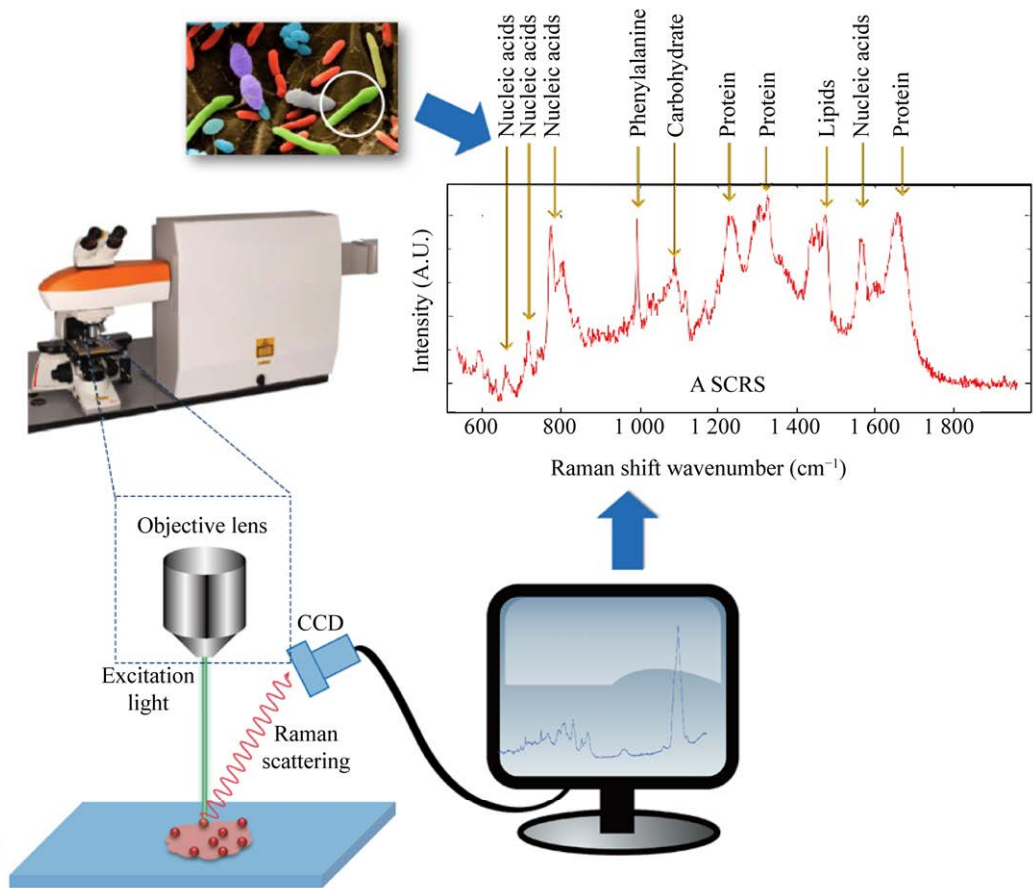 Nucleic acids
Nucleic acids
Nucleic acids
Phenylalanine
Carbohydrate
Protein
Protein
Lipids
Nucleic acids
Protein
Intensity (A.U.)
A SCRS
600 800 1 000 1 200 1 400 1 600 1 800
Raman shift wavenumber (cm⁻¹)
Objective lens
CCD
Excitation
light
Raman
scattering